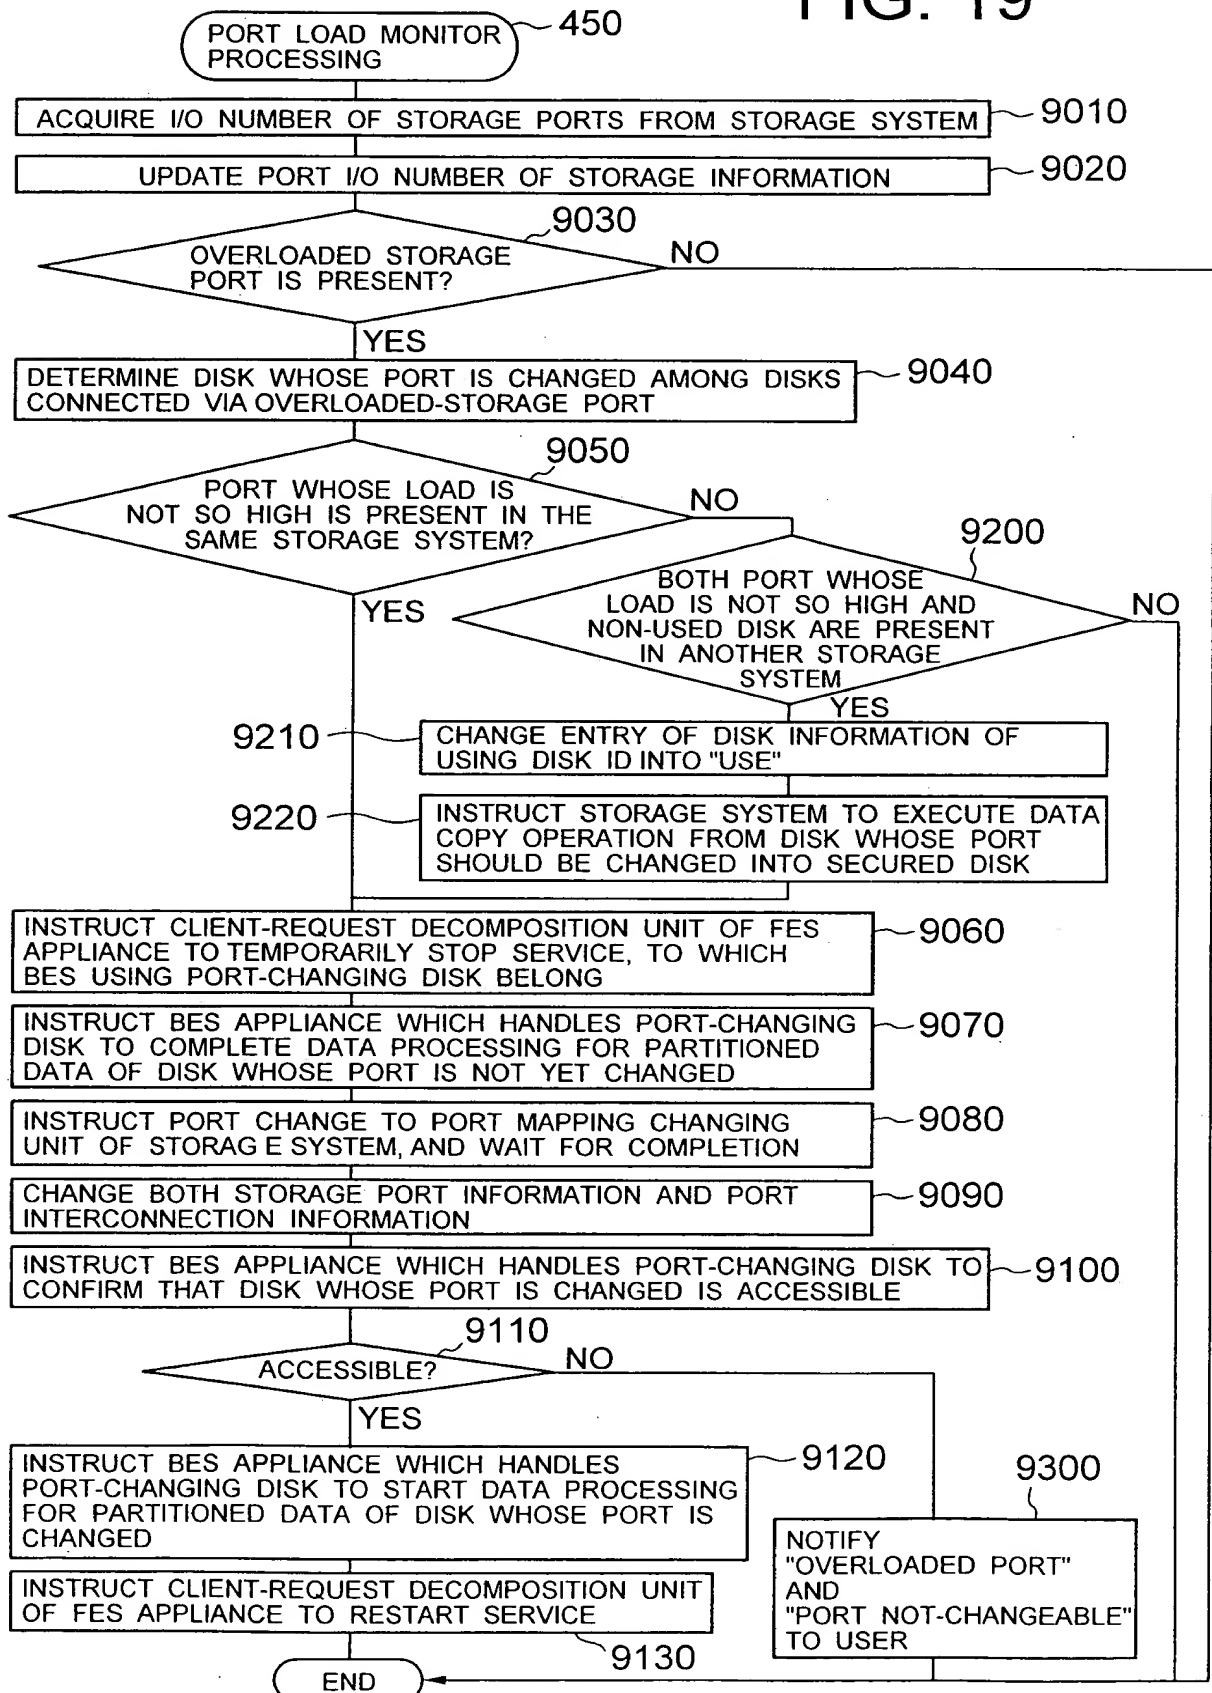 FIG. 19
450
PORT LOAD MONITOR
PROCESSING
ACQUIRE I/O NUMBER OF STORAGE PORTS FROM STORAGE SYSTEM
9010
UPDATE PORT I/O NUMBER OF STORAGE INFORMATION
9020
9030
OVERLOADED STORAGE
PORT IS PRESENT?
NO
YES
DETERMINE DISK WHOSE PORT IS CHANGED AMONG DISKS
CONNECTED VIA OVERLOADED-STORAGE PORT
9040
9050
PORT WHOSE LOAD IS
NOT SO HIGH IS PRESENT IN THE
SAME STORAGE SYSTEM?
NO
YES
9200
BOTH PORT WHOSE
LOAD IS NOT SO HIGH AND
NON-USED DISK ARE PRESENT
IN ANOTHER STORAGE
SYSTEM
NO
YES
9210
CHANGE ENTRY OF DISK INFORMATION OF
USING DISK ID INTO "USE"
9220
INSTRUCT STORAGE SYSTEM TO EXECUTE DATA
COPY OPERATION FROM DISK WHOSE PORT
SHOULD BE CHANGED INTO SECURED DISK
INSTRUCT CLIENT-REQUEST DECOMPOSITION UNIT OF FES
APPLIANCE TO TEMPORARILY STOP SERVICE, TO WHICH
BES USING PORT-CHANGING DISK BELONG
9060
INSTRUCT BES APPLIANCE WHICH HANDLES PORT-CHANGING
DISK TO COMPLETE DATA PROCESSING FOR PARTITIONED
DATA OF DISK WHOSE PORT IS NOT YET CHANGED
9070
INSTRUCT PORT CHANGE TO PORT MAPPING CHANGING
UNIT OF STORAG E SYSTEM, AND WAIT FOR COMPLETION
9080
CHANGE BOTH STORAGE PORT INFORMATION AND PORT
INTERCONNECTION INFORMATION
9090
INSTRUCT BES APPLIANCE WHICH HANDLES PORT-CHANGING DISK TO
CONFIRM THAT DISK WHOSE PORT IS CHANGED IS ACCESSIBLE
9100
9110
ACCESSIBLE?
NO
YES
INSTRUCT BES APPLIANCE WHICH HANDLES
PORT-CHANGING DISK TO START DATA PROCESSING
FOR PARTITIONED DATA OF DISK WHOSE PORT IS
CHANGED
9120
9300
NOTIFY
"OVERLOADED PORT"
AND
"PORT NOT-CHANGEABLE"
TO USER
INSTRUCT CLIENT-REQUEST DECOMPOSITION UNIT
OF FES APPLIANCE TO RESTART SERVICE
9130
END